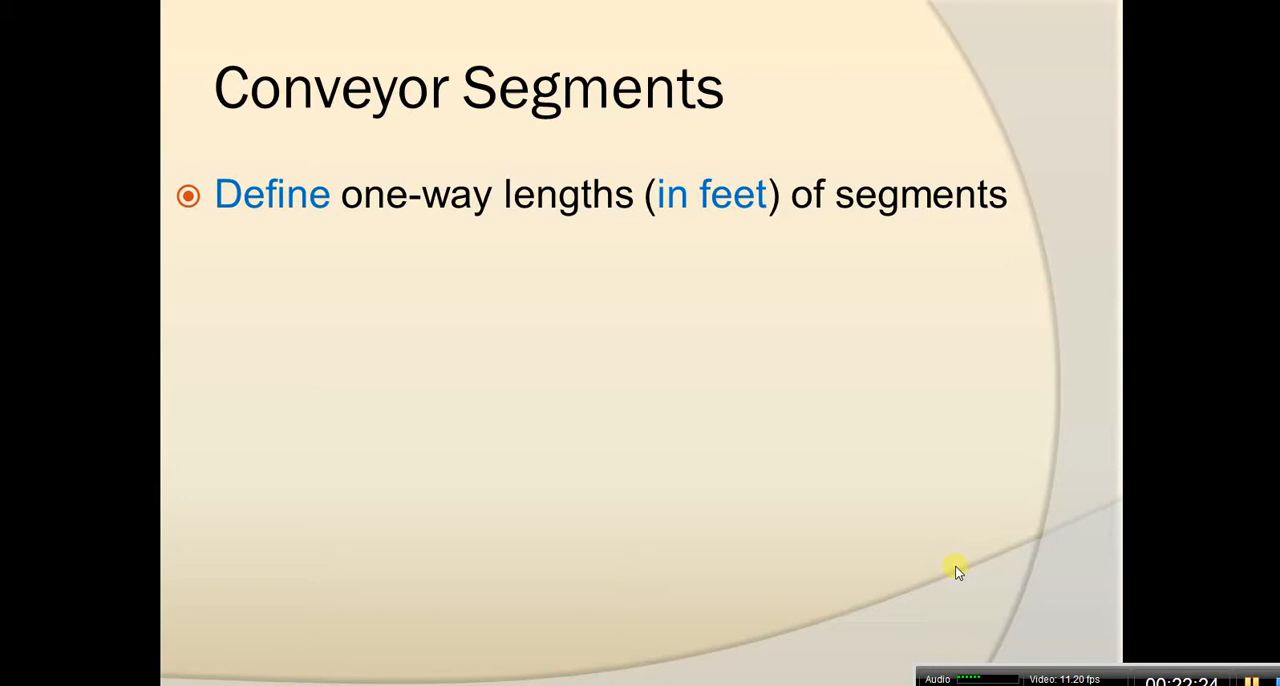 Conveyor Segments
Define one-way lengths (in feet) of segments
Audio
Video: 11.20 fps
00:22:24